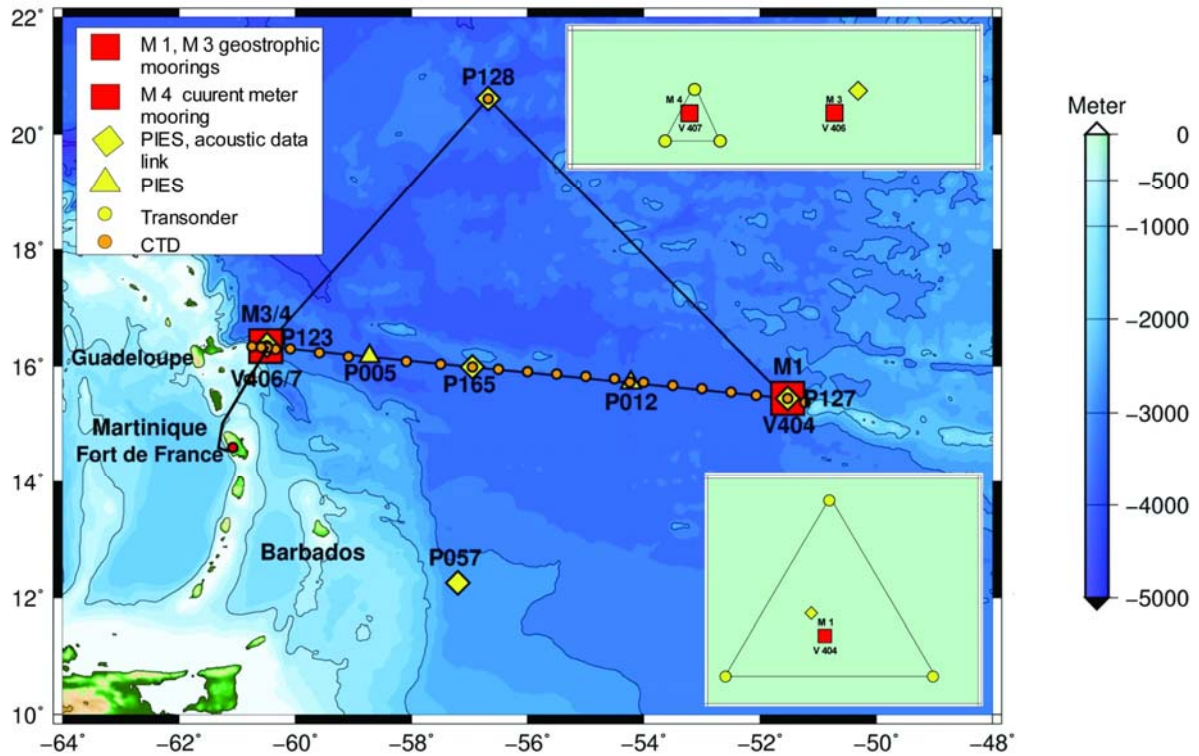 22°
20°
18°
16°
14°
12°
10°
M 1, M 3 geostrophic
moorings
M 4 cuurent meter
mooring
PIES, acoustic data
link
PIES
Transonder
CTD
P128
M 4
V 407
M 3
V 406
M3/4
P123
Guadeloupe
V406/7
P005
P165
P012
M1
P127
V404
Martinique
Fort de France
Barbados
P057
M 1
V 404
−64
−62
−60
−58
−56
−54
−52
−50
−48
Meter
0
−500
−1000
−2000
−3000
−4000
−5000